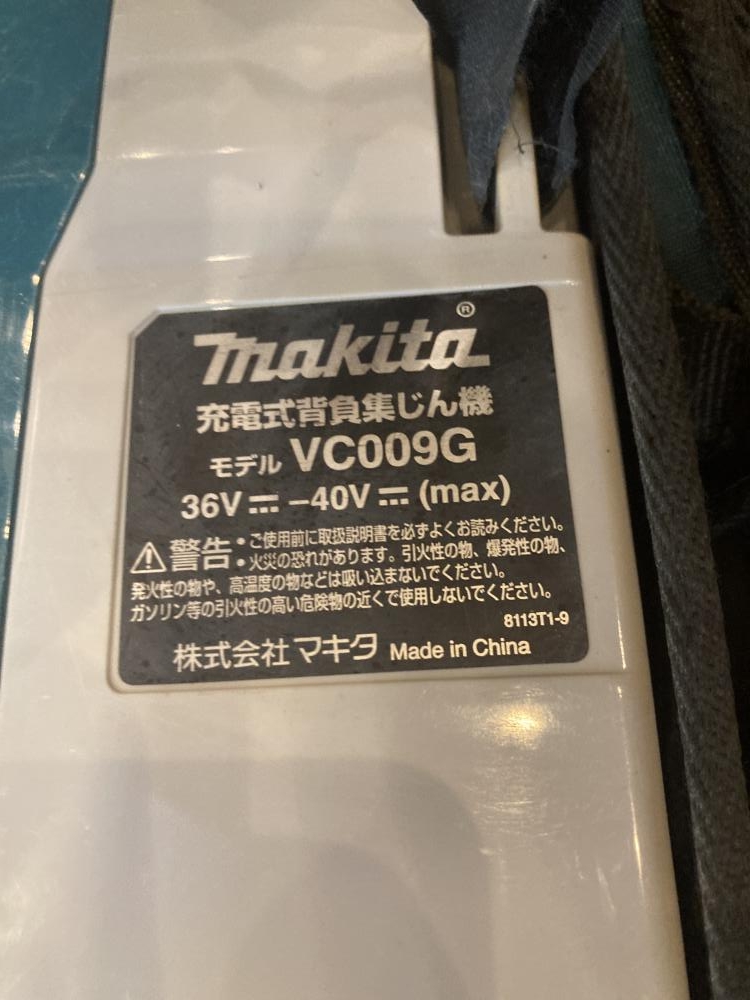 makita®
充電式背負集じん機
モデル VC009G
36V⎓ –40V⎓ (max)
⚠警告:ご使用前に取扱説明書を必ずよくお読みください。
火災の恐れがあります。引火性の物、爆発性の物、
発火性の物や、高温度の物などは吸い込まないでください。
ガソリン等の引火性の高い危険物の近くで使用しないでください。
8113T1-9
株式会社マキタ Made in China